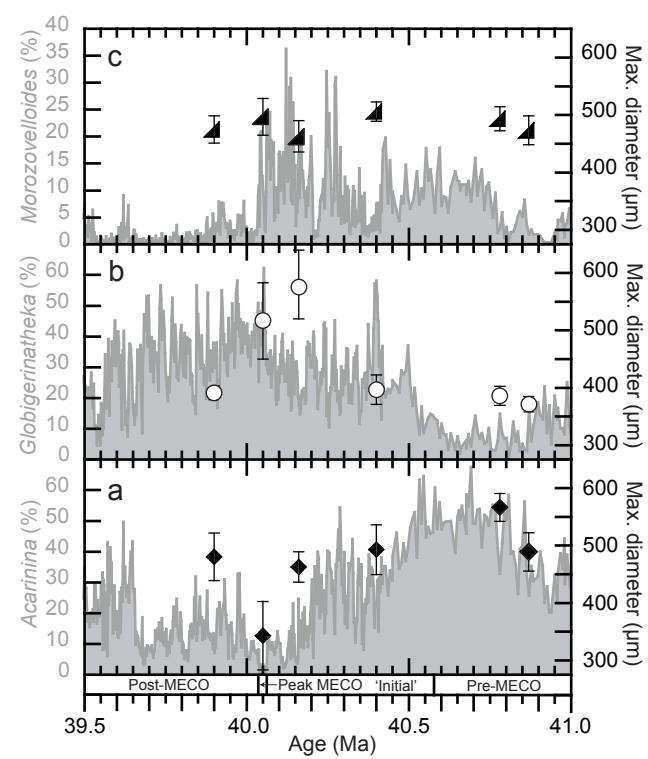 c
Morozovelloides (%)
40
35
30
25
20
15
10
5
0
600
500
400
300
Max. diameter (μm)
b
Globigerinatheka (%)
60
50
40
30
20
10
0
600
500
400
300
Max. diameter (μm)
a
Acarinina (%)
60
50
40
30
20
10
0
600
500
400
300
Max. diameter (μm)
Post-MECO Peak MECO 'Initial' Pre-MECO
39.5 40.0 40.5 41.0
Age (Ma)